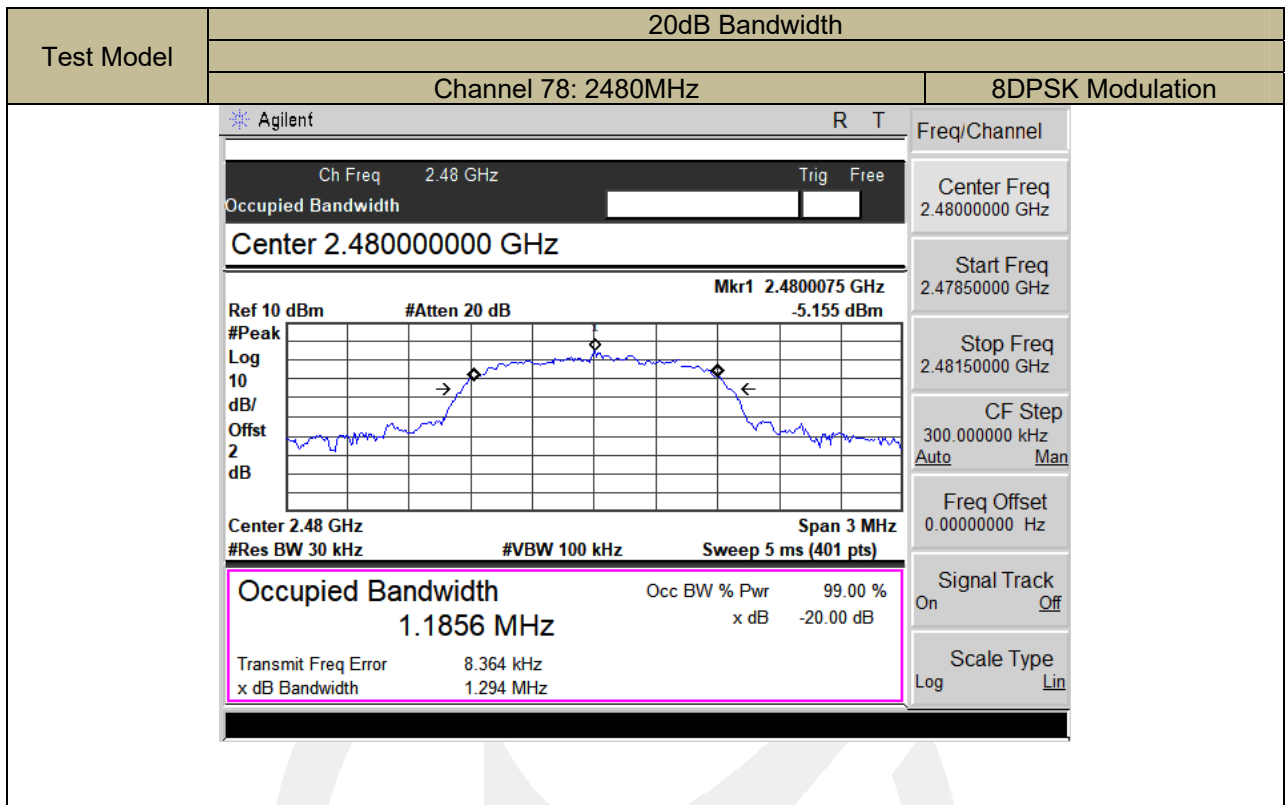 20dB Bandwidth
Test Model
Channel 78: 2480MHz
8DPSK Modulation
Agilent
R T
Freq/Channel
Ch Freq 2.48 GHz
Trig Free
Occupied Bandwidth
Center Freq
2.48000000 GHz
Center 2.480000000 GHz
Start Freq
2.47850000 GHz
Mkr1 2.4800075 GHz
Ref 10 dBm
#Atten 20 dB
-5.155 dBm
#Peak
Log
10
dB/
Offst
2
dB
1
Stop Freq
2.48150000 GHz
CF Step
300.000000 kHz
Auto Man
Freq Offset
0.00000000 Hz
Center 2.48 GHz
Span 3 MHz
#Res BW 30 kHz
#VBW 100 kHz
Sweep 5 ms (401 pts)
Occupied Bandwidth
1.1856 MHz
Occ BW % Pwr 99.00 %
x dB -20.00 dB
Signal Track
On Off
Transmit Freq Error 8.364 kHz
x dB Bandwidth 1.294 MHz
Scale Type
Log Lin